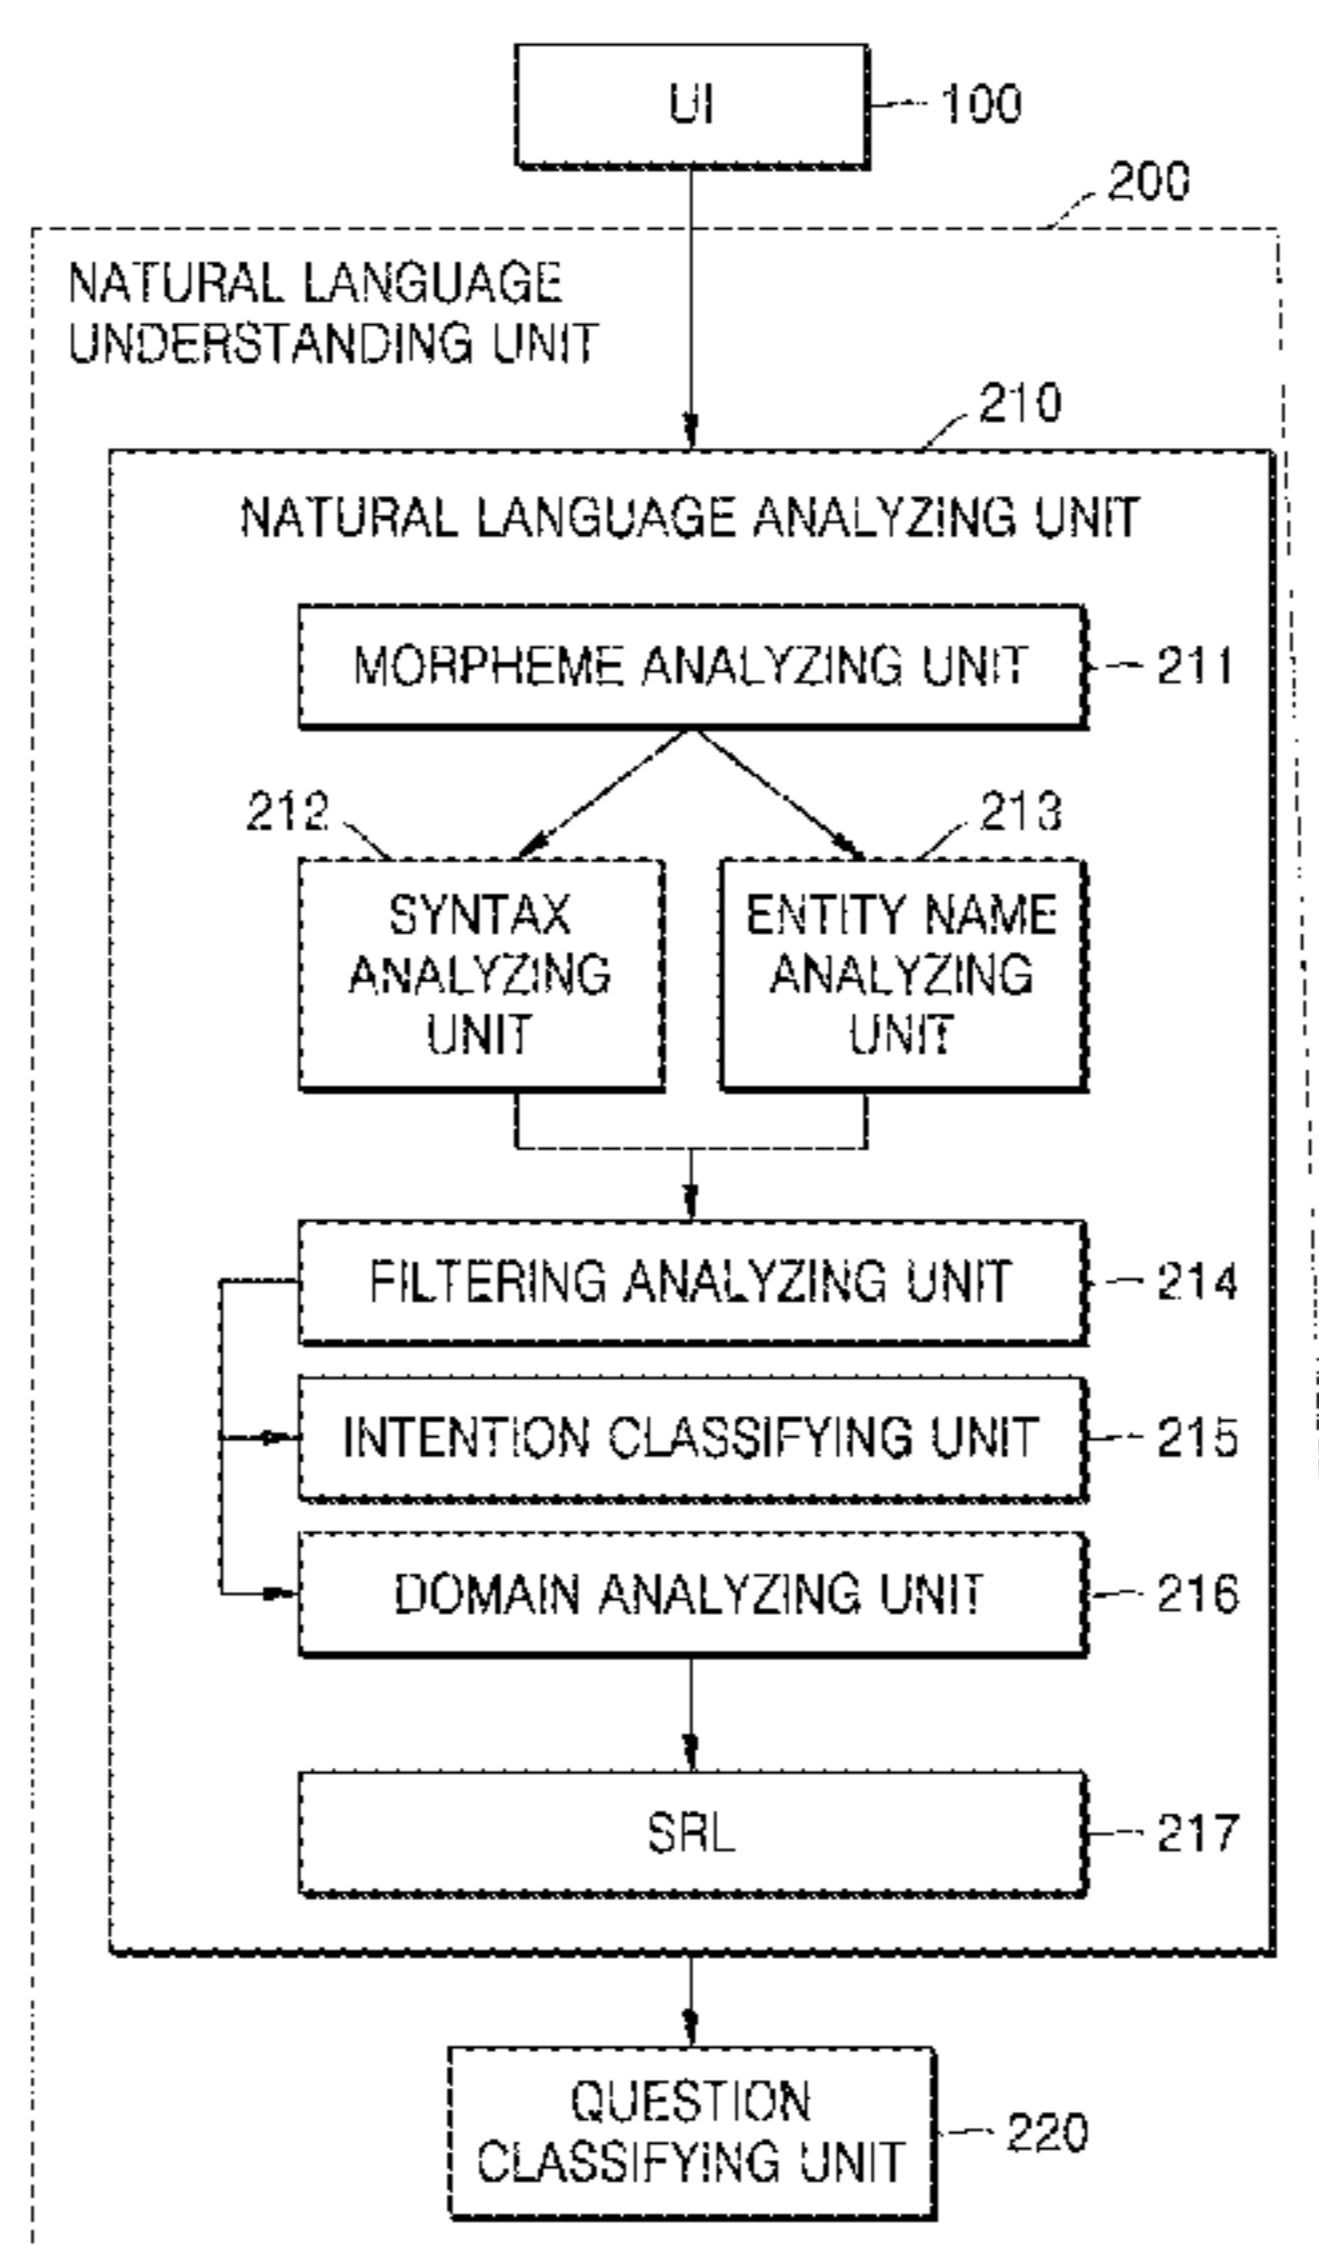 UI
100
200
NATURAL LANGUAGE
UNDERSTANDING UNIT
210
NATURAL LANGUAGE ANALYZING UNIT
MORPHEME ANALYZING UNIT
211
212
213
SYNTAX
ANALYZING
UNIT
ENTITY NAME
ANALYZING
UNIT
FILTERING ANALYZING UNIT
214
INTENTION CLASSIFYING UNIT
215
DOMAIN ANALYZING UNIT
216
SRL
217
QUESTION
CLASSIFYING UNIT
220